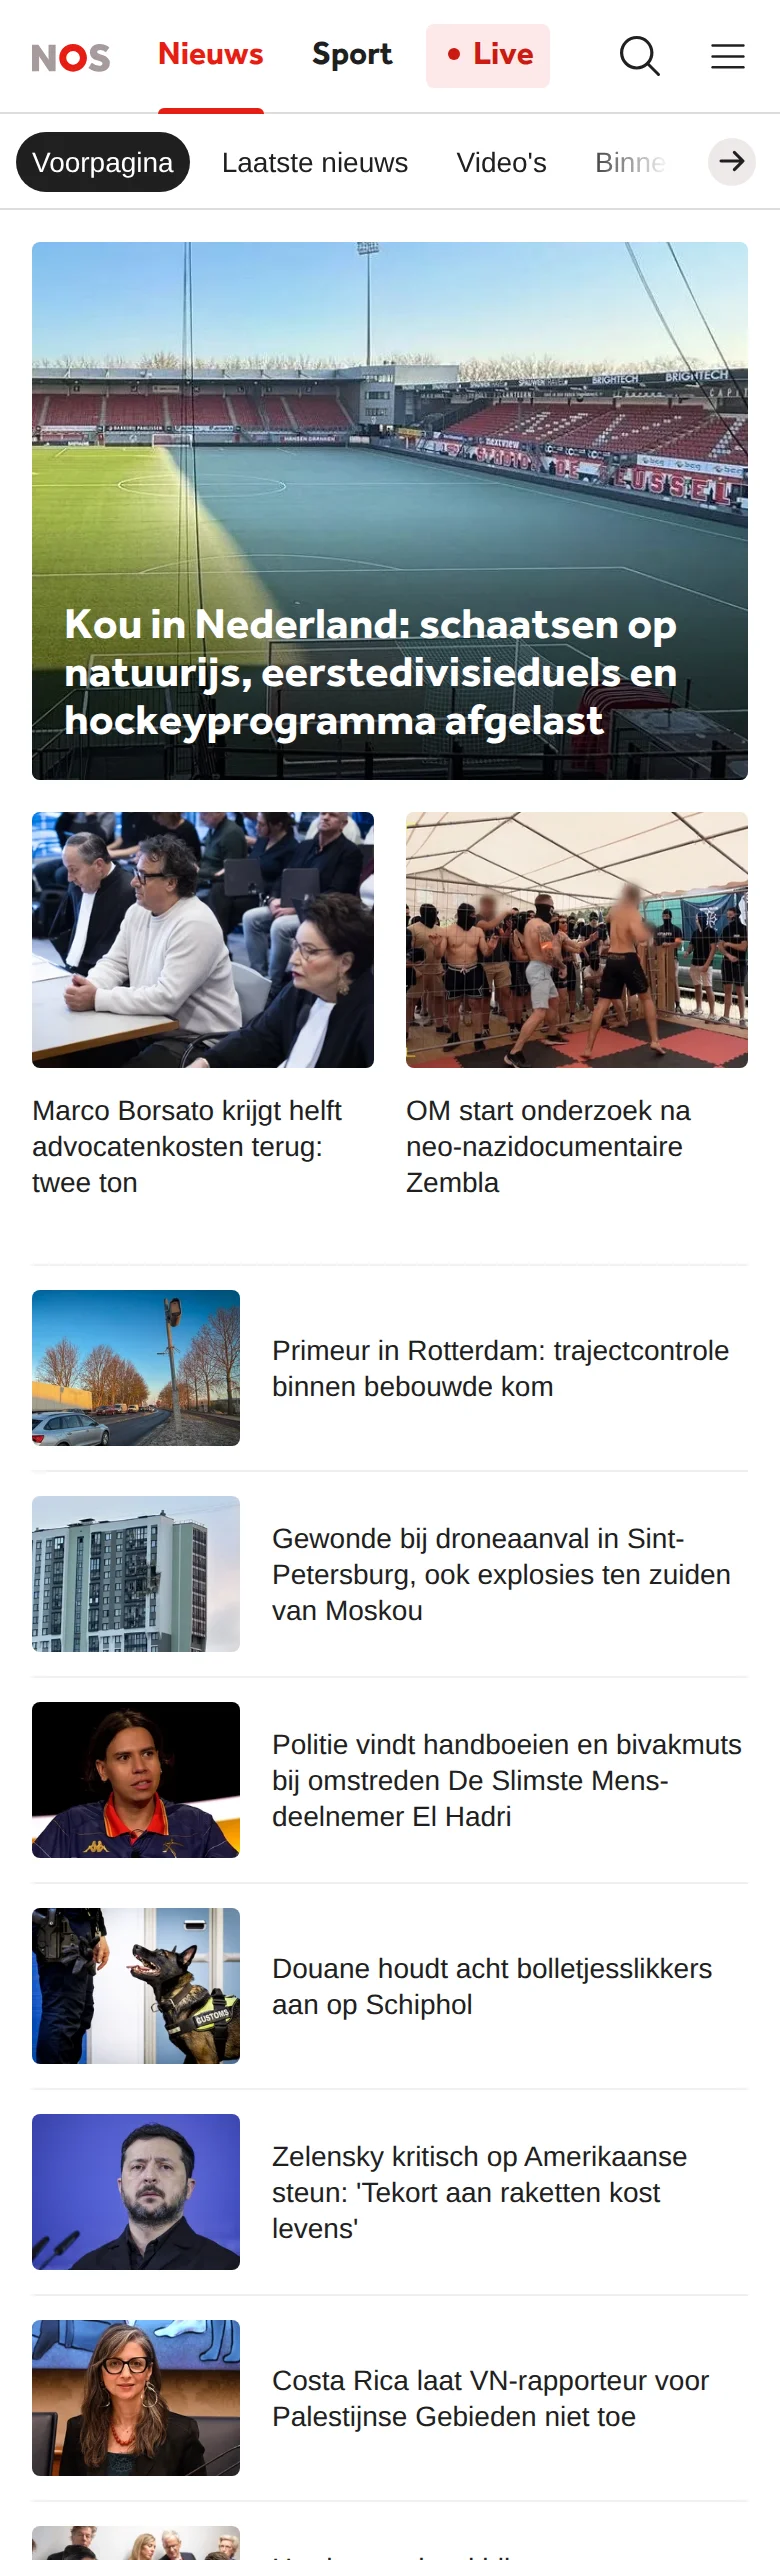 NOS Nieuws Sport Live
Voorpagina Laatste nieuws Video's Binne
BRIGHTECH BRIGHTECH
nextview
Kou in Nederland: schaatsen op
natuurijs, eerstedivisieduels en
hockeyprogramma afgelast
Marco Borsato krijgt helft
advocatenkosten terug:
twee ton
OM start onderzoek na
neo-nazidocumentaire
Zembla
Primeur in Rotterdam: trajectcontrole
binnen bebouwde kom
Gewonde bij droneaanval in Sint-
Petersburg, ook explosies ten zuiden
van Moskou
Politie vindt handboeien en bivakmuts
bij omstreden De Slimste Mens-
deelnemer El Hadri
CUSTOMS
Douane houdt acht bolletjesslikkers
aan op Schiphol
Zelensky kritisch op Amerikaanse
steun: 'Tekort aan raketten kost
levens'
Costa Rica laat VN-rapporteur voor
Palestijnse Gebieden niet toe